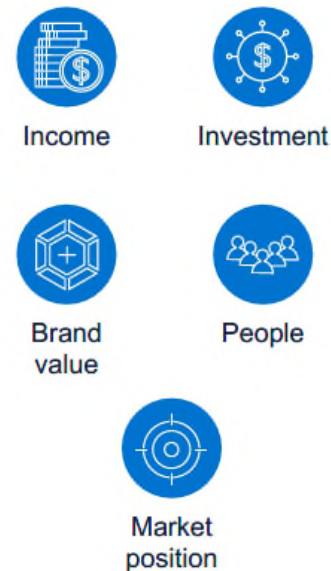 $
$
Income
Investment
Brand
value
People
Market
position